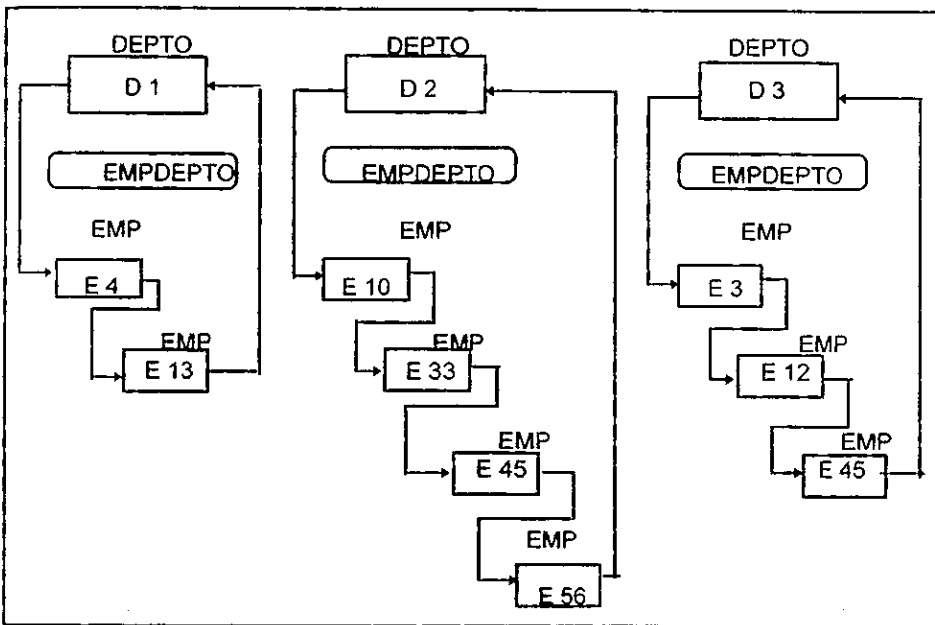 DEPTO
D 1
EMPDEPTO
EMP
E 4
EMP
E 13
DEPTO
D 2
EMPDEPTO
EMP
E 10
EMP
E 33
EMP
E 45
EMP
E 56
DEPTO
D 3
EMPDEPTO
EMP
E 3
EMP
E 12
EMP
E 45